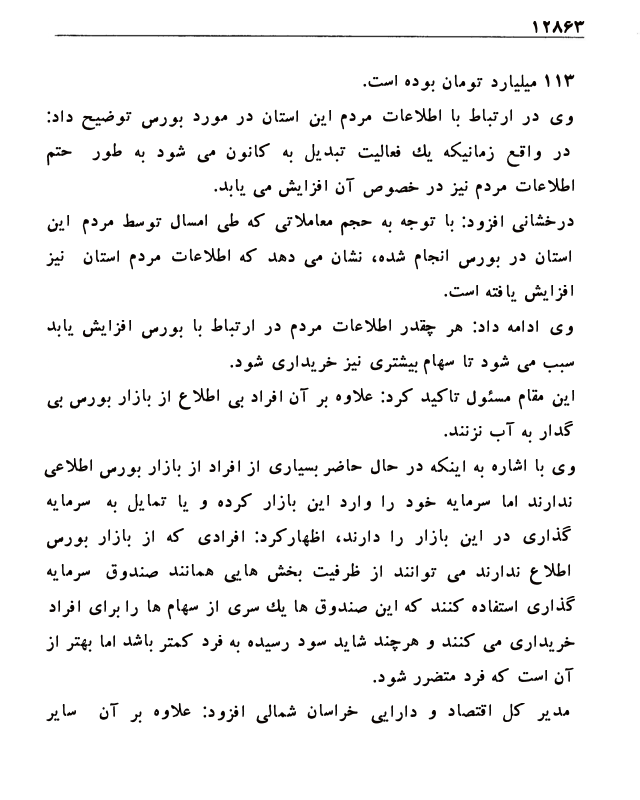 ۱۲۸۶۳
۱۱۳ میلیارد تومان بوده است.
وی در ارتباط با اطلاعات مردم این استان در مورد بورس توضیح داد:
در واقع زمانیکه یك فعالیت تبدیل به کانون می شود به طور حتم
اطلاعات مردم نیز در خصوص آن افزایش می یابد.
درخشانی افزود: با توجه به حجم معاملاتی که طی امسال توسط مردم این
استان در بورس انجام شده، نشان می دهد که اطلاعات مردم استان نیز
افزایش یافته است.
وی ادامه داد: هر چقدر اطلاعات مردم در ارتباط با بورس افزایش یابد
سبب می شود تا سهام بیشتری نیز خریداری شود.
این مقام مسئول تاکید کرد: علاوه بر آن افراد بی اطلاع از بازار بورس بی
گدار به آب نزنند.
وی با اشاره به اینکه در حال حاضر بسیاری از افراد از بازار بورس اطلاعی
ندارند اما سرمایه خود را وارد این بازار کرده و یا تمایل به سرمایه
گذاری در این بازار را دارند، اظهارکرد: افرادی که از بازار بورس
اطلاع ندارند می توانند از ظرفیت بخش هایی همانند صندوق سرمایه
گذاری استفاده کنند که این صندوق ها یك سری از سهام ها را برای افراد
خریداری می کنند و هرچند شاید سود رسیده به فرد کمتر باشد اما بهتر از
آن است که فرد متضرر شود.
مدیر کل اقتصاد و دارایی خراسان شمالی افزود: علاوه بر آن سایر